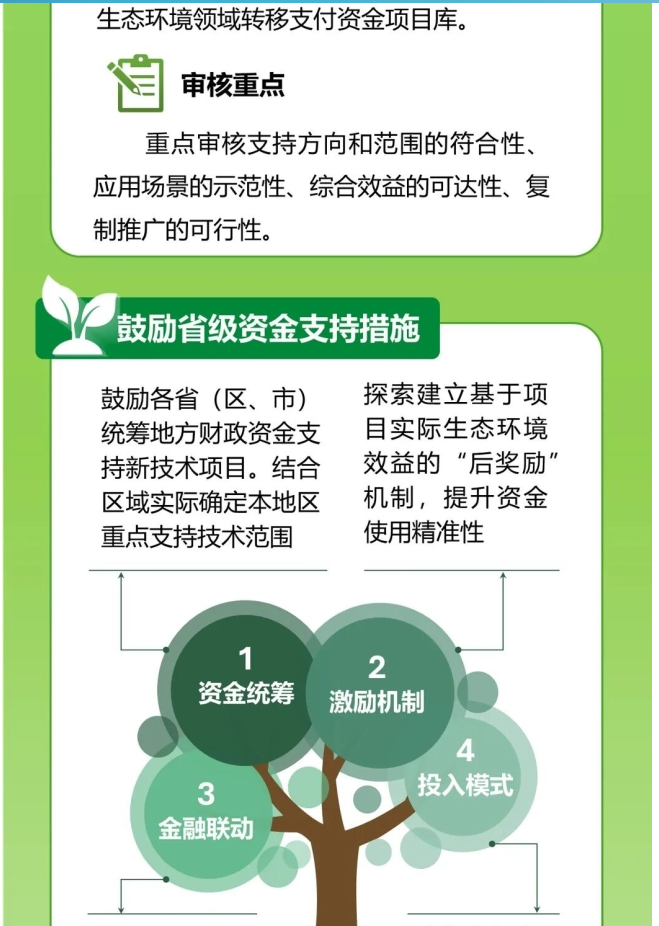 生态环境领域转移支付资金项目库。
审核重点
重点审核支持方向和范围的符合性、
应用场景的示范性、综合效益的可达性、复
制推广的可行性。
鼓励省级资金支持措施
鼓励各省（区、市）
统筹地方财政资金支
持新技术项目。结合
区域实际确定本地区
重点支持技术范围
探索建立基于项
目实际生态环境
效益的“后奖励”
机制，提升资金
使用精准性
1
资金统筹
2
激励机制
3
金融联动
4
投入模式